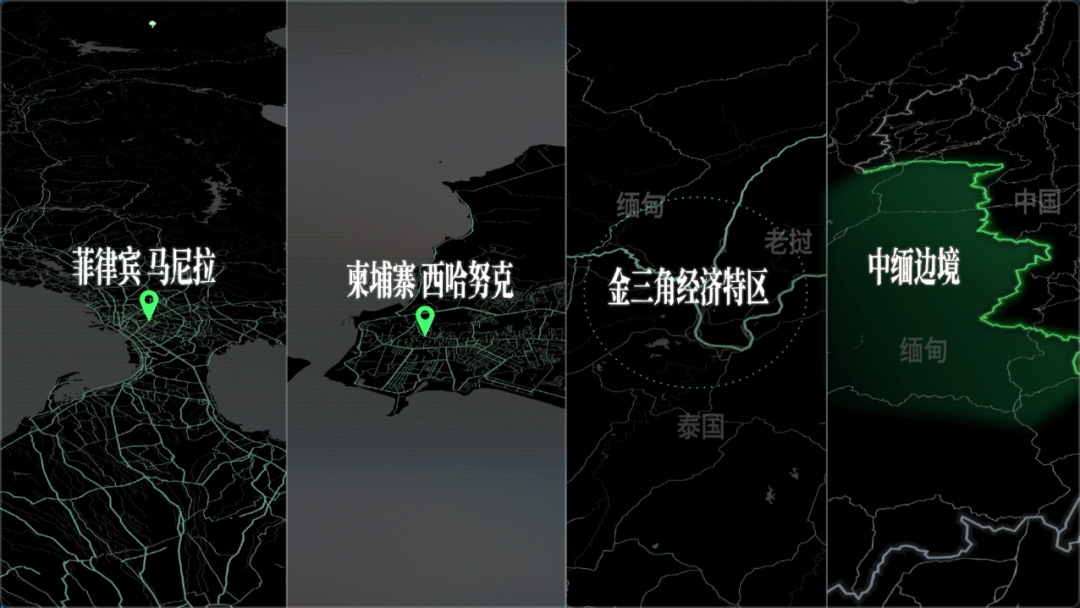 菲律宾 马尼拉
柬埔寨 西哈努克
缅甸
老挝
金三角经济特区
泰国
中国
中缅边境
缅甸